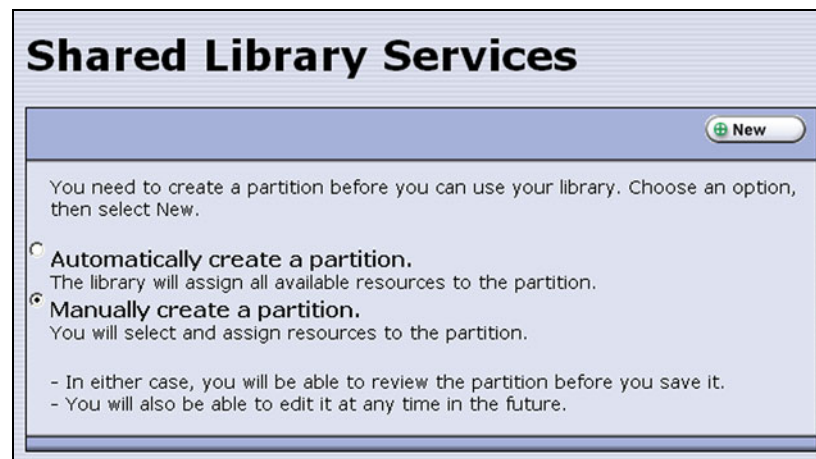 Shared Library Services
New
You need to create a partition before you can use your library. Choose an option,
then select New.
Automatically create a partition.
The library will assign all available resources to the partition.
Manually create a partition.
You will select and assign resources to the partition.
- In either case, you will be able to review the partition before you save it.
- You will also be able to edit it at any time in the future.